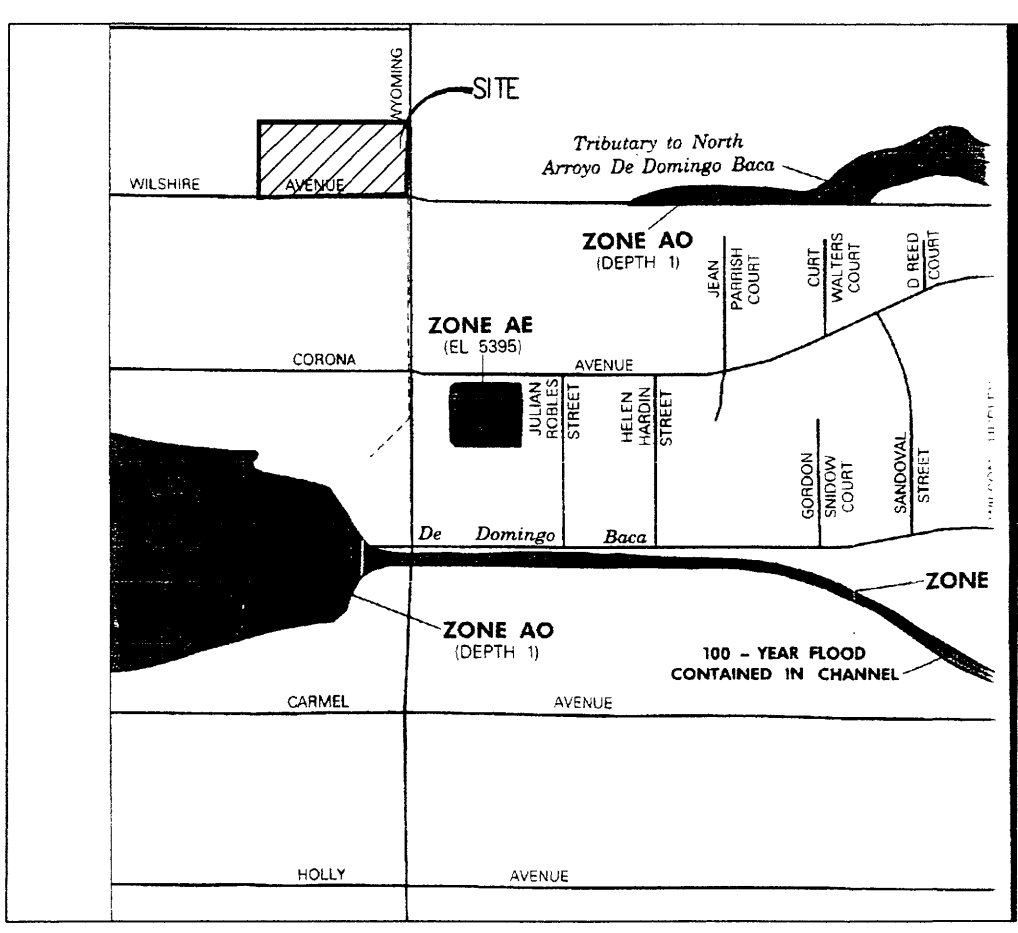 WYOMING
SITE
Tributary to North
Arroyo De Domingo Baca
WILSHIRE AVENUE
ZONE AO
(DEPTH 1)
JEAN
PARRISH
COURT
CURT
WALTERS
COURT
D REED
COURT
ZONE AE
(EL 5395)
CORONA AVENUE
JULIAN
ROBLES
STREET
HELEN
HARDIN
STREET
GORDON
SNIDOW
COURT
SANDOVAL
STREET
De Domingo Baca
ZONE
ZONE AO
(DEPTH 1)
100 - YEAR FLOOD
CONTAINED IN CHANNEL
CARMEL AVENUE
HOLLY AVENUE